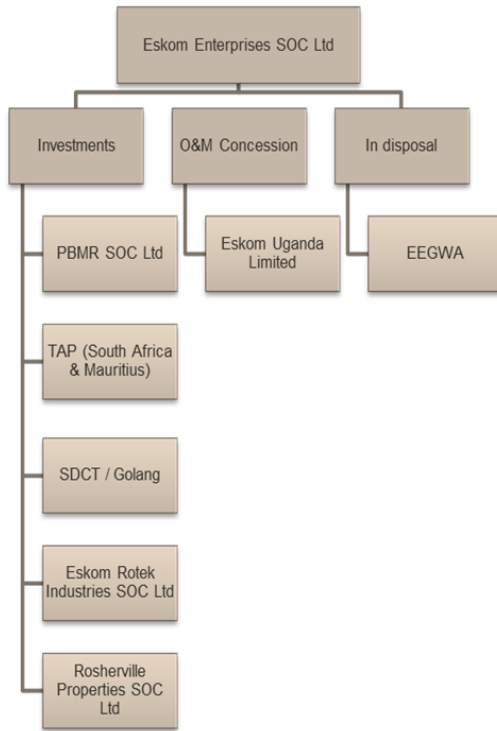 Eskom Enterprises SOC Ltd
Investments
O&M Concession
In disposal
PBMR SOC Ltd
Eskom Uganda
Limited
EEGWA
TAP (South Africa
& Mauritius)
SDCT / Golang
Eskom Rotek
Industries SOC Ltd
Rosherville
Properties SOC
Ltd